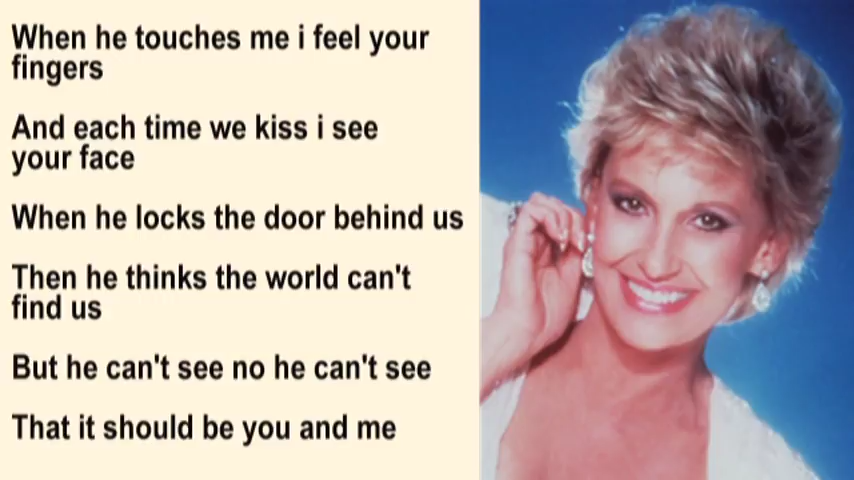 When he touches me i feel your
fingers
And each time we kiss i see
your face
When he locks the door behind us
Then he thinks the world can't
find us
But he can't see no he can't see
That it should be you and me